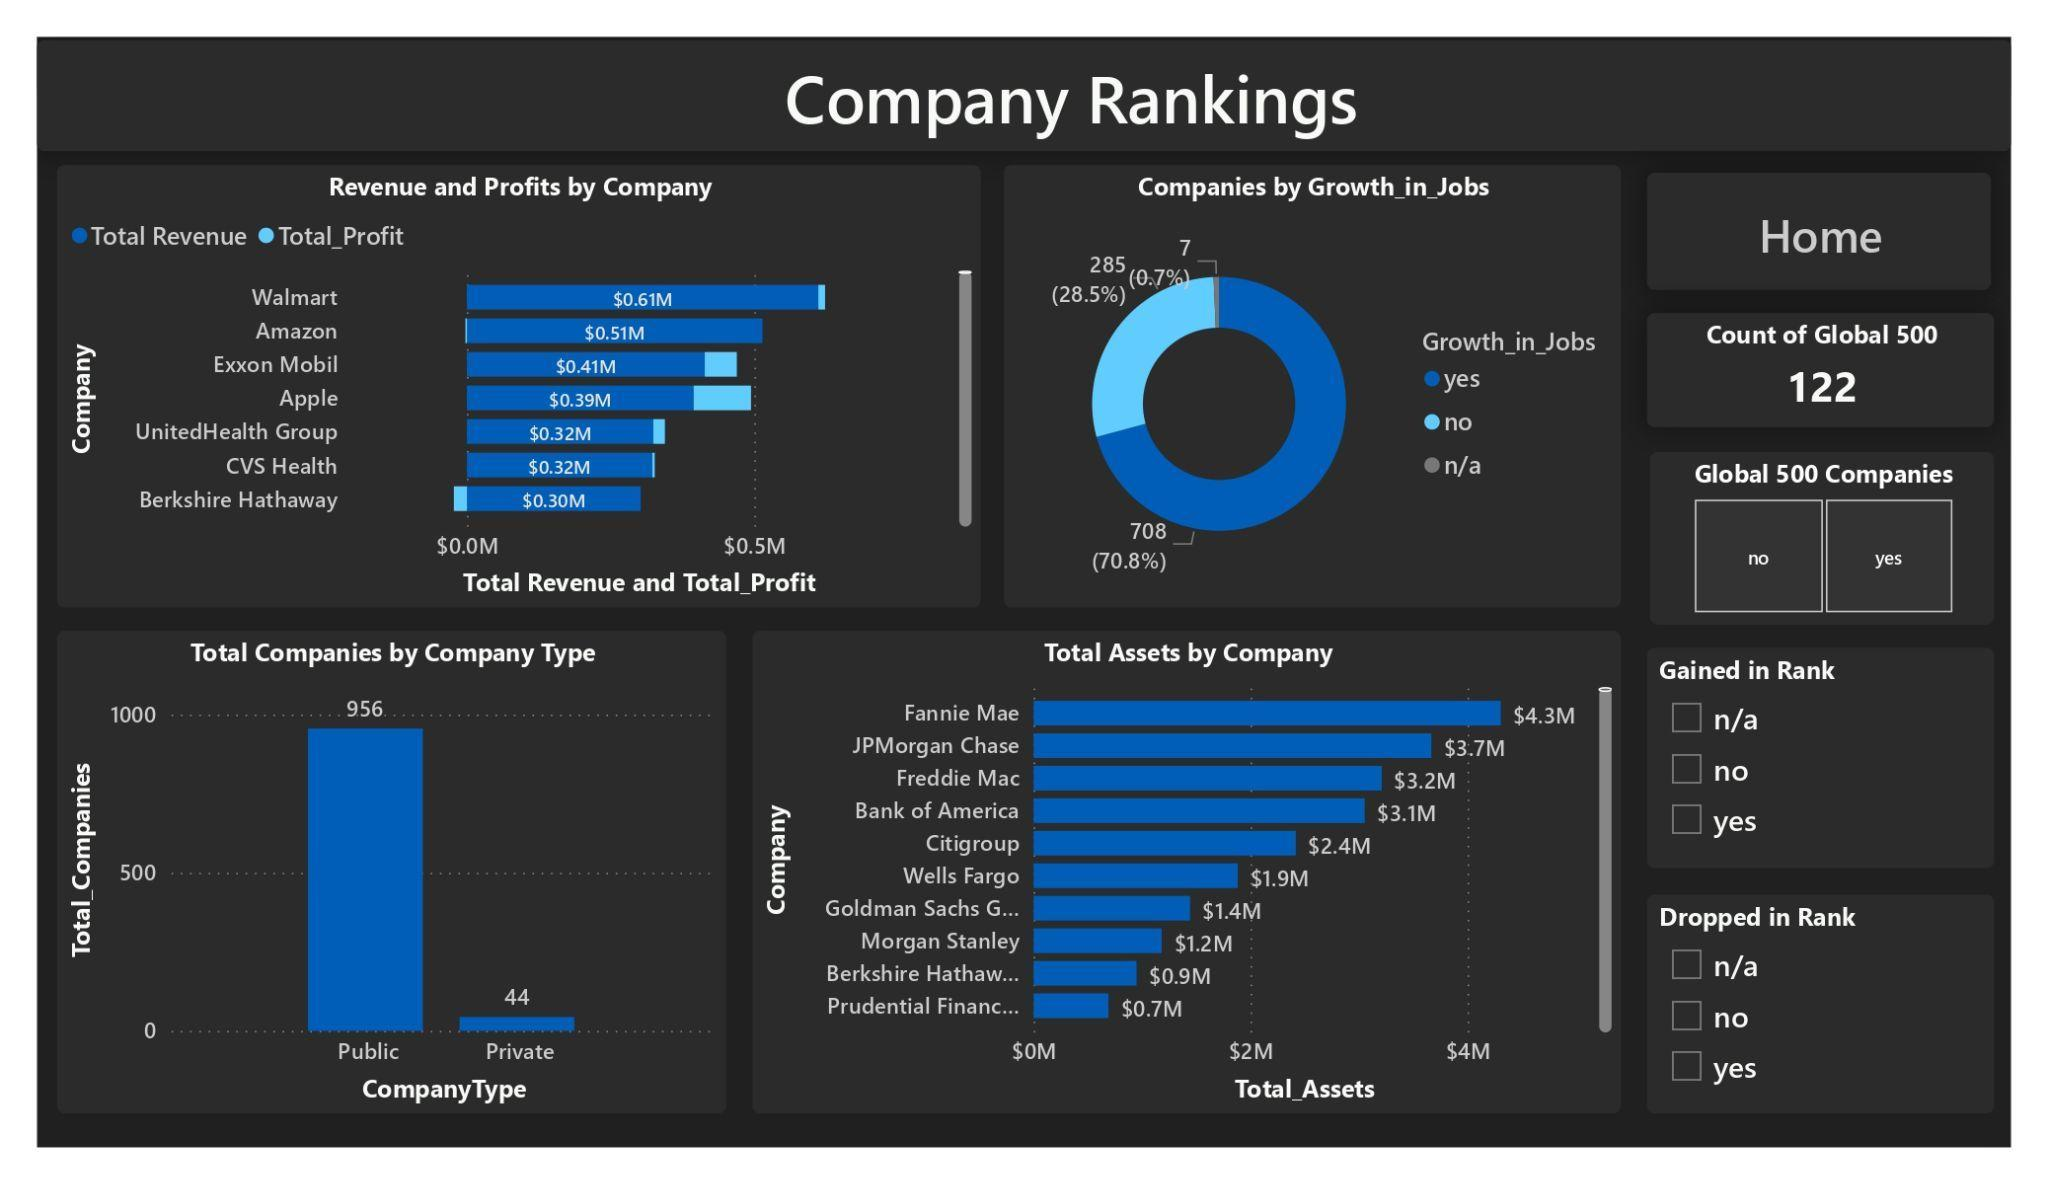 Company Rankings
Revenue and Profits by Company
Total Revenue
Total_Profit
Company
Walmart
$0.61M
Amazon
$0.51M
Exxon Mobil
$0.41M
Apple
$0.39M
UnitedHealth Group
$0.32M
CVS Health
$0.32M
Berkshire Hathaway
$0.30M
$0.0M
$0.5M
Total Revenue and Total_Profit
Companies by Growth_in_Jobs
7
(0.7%)
285
(28.5%)
708
(70.8%)
Growth_in_Jobs
yes
no
n/a
Home
Count of Global 500
122
Global 500 Companies
no
yes
Total Companies by Company Type
Total_Companies
1000
500
0
956
44
Public
Private
CompanyType
Total Assets by Company
Company
Fannie Mae
$4.3M
JPMorgan Chase
$3.7M
Freddie Mac
$3.2M
Bank of America
$3.1M
Citigroup
$2.4M
Wells Fargo
$1.9M
Goldman Sachs G...
$1.4M
Morgan Stanley
$1.2M
Berkshire Hathaw...
$0.9M
Prudential Financ...
$0.7M
$0M
$2M
$4M
Total_Assets
Gained in Rank
n/a
no
yes
Dropped in Rank
n/a
no
yes